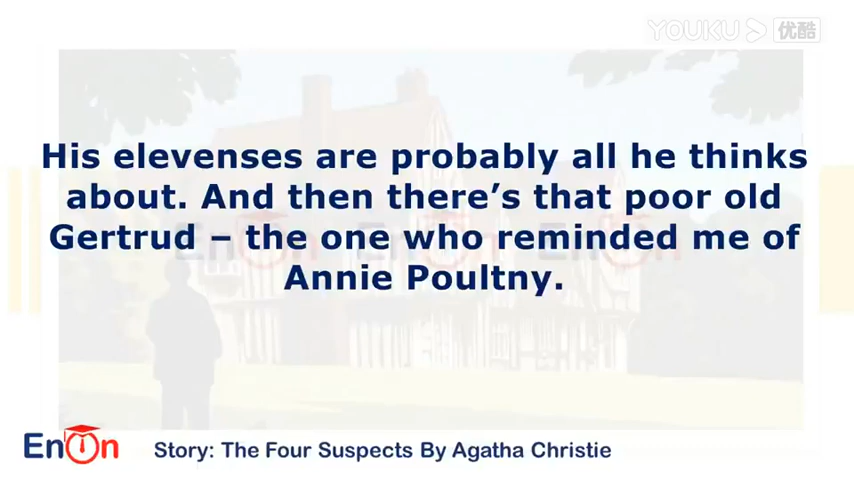 YOUKU 优酷
His elevenses are probably all he thinks
about. And then there's that poor old
Gertrud – the one who reminded me of
Annie Poultny.
EnOn
Story: The Four Suspects By Agatha Christie